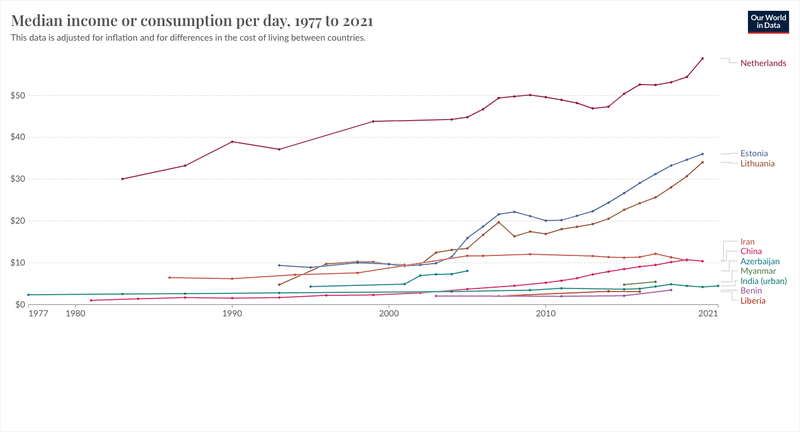 Median income or consumption per day, 1977 to 2021
This data is adjusted for inflation and for differences in the cost of living between countries.
Our World
in Data
Netherlands
$50
$40
Estonia
Lithuania
$30
$20
Iran
China
$10
Azerbaijan
Myanmar
India (urban)
Benin
Liberia
$0
1977
1980
1990
2000
2010
2021